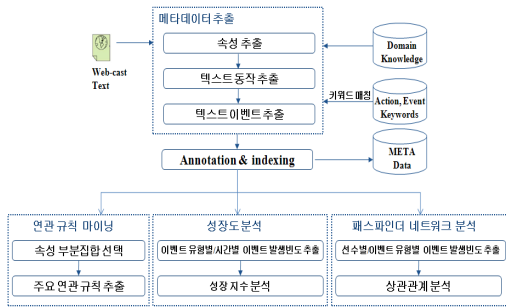 메타데이터 추출
속성 추출
Domain
Knowledge
Web-cast
Text
텍스트 동작 추출
키워드 매칭
텍스트 이벤트 추출
Action, Event
Keywords
Annotation & indexing
META
Data
연관 규칙 마이닝
속성 부분집합 선택
주요 연관 규칙 추출
성장도 분석
이벤트 유형별/시간별 이벤트 발생빈도 추출
성장 지수 분석
패스파인더 네트워크 분석
선수별/이벤트 유형별 이벤트 발생빈도 추출
상관관계 분석